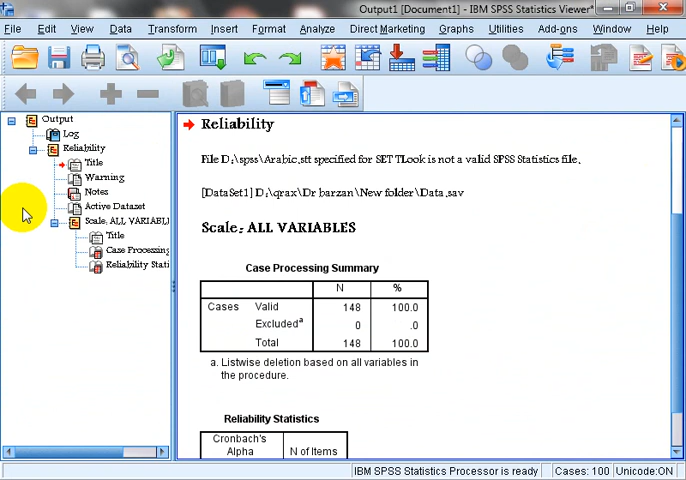 Output1 [Document1] - IBM SPSS Statistics Viewer*
File Edit View Data Transform Insert Format Analyze Direct Marketing Graphs Utilities Add-ons Window Help
Output
Log
Reliability
Title
Warning
Notes
Active Dataset
Scale: ALL VARIABL
Title
Case Processing
Reliability Stati
Reliability
File D:\spss\Arabic.stt specified for SET TLook is not a valid SPSS Statistics file.
[DataSet1] D:\qrax\Dr barzan\New folder\Data.sav
Scale: ALL VARIABLES
Case Processing Summary
N %
Cases Valid 148 100.0
Excludedᵃ 0 .0
Total 148 100.0
a. Listwise deletion based on all variables in
the procedure.
Reliability Statistics
Cronbach's
Alpha N of Items
IBM SPSS Statistics Processor is ready Cases: 100 Unicode:ON